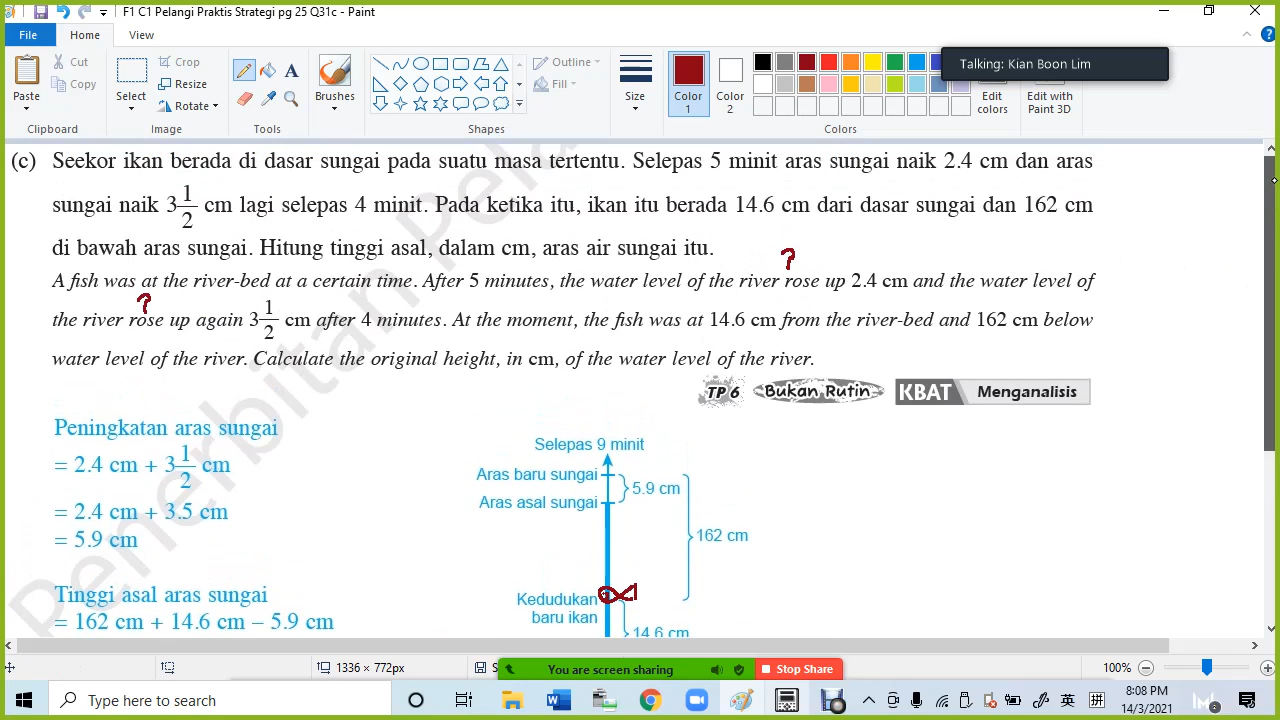 F1 C1 Pelangi Praktis Strategi pg 25 Q31c - Paint
File Home View
Cut Crop Outline
Copy Resize Fill
Paste Select Rotate Brushes Size Color 1 Color 2 Edit colors Edit with Paint 3D
Talking: Kian Boon Lim
Clipboard Image Tools Shapes Colors
(c) Seekor ikan berada di dasar sungai pada suatu masa tertentu. Selepas 5 minit aras sungai naik 2.4 cm dan aras
sungai naik 3 1/2 cm lagi selepas 4 minit. Pada ketika itu, ikan itu berada 14.6 cm dari dasar sungai dan 162 cm
di bawah aras sungai. Hitung tinggi asal, dalam cm, aras air sungai itu.
?
A fish was at the river-bed at a certain time. After 5 minutes, the water level of the river rose up 2.4 cm and the water level of
?
the river rose up again 3 1/2 cm after 4 minutes. At the moment, the fish was at 14.6 cm from the river-bed and 162 cm below
water level of the river. Calculate the original height, in cm, of the water level of the river.
TP 6 Bukan Rutin KBAT Menganalisis
Peningkatan aras sungai
= 2.4 cm + 3 1/2 cm
= 2.4 cm + 3.5 cm
= 5.9 cm
Tinggi asal aras sungai
= 162 cm + 14.6 cm – 5.9 cm
Selepas 9 minit
Aras baru sungai
5.9 cm
Aras asal sungai
162 cm
Kedudukan
baru ikan
14.6 cm
Penerbitan Pela
1336 × 772px
S
100%
You are screen sharing
Stop Share
Type here to search
英 拼
8:08 PM
14/3/2021